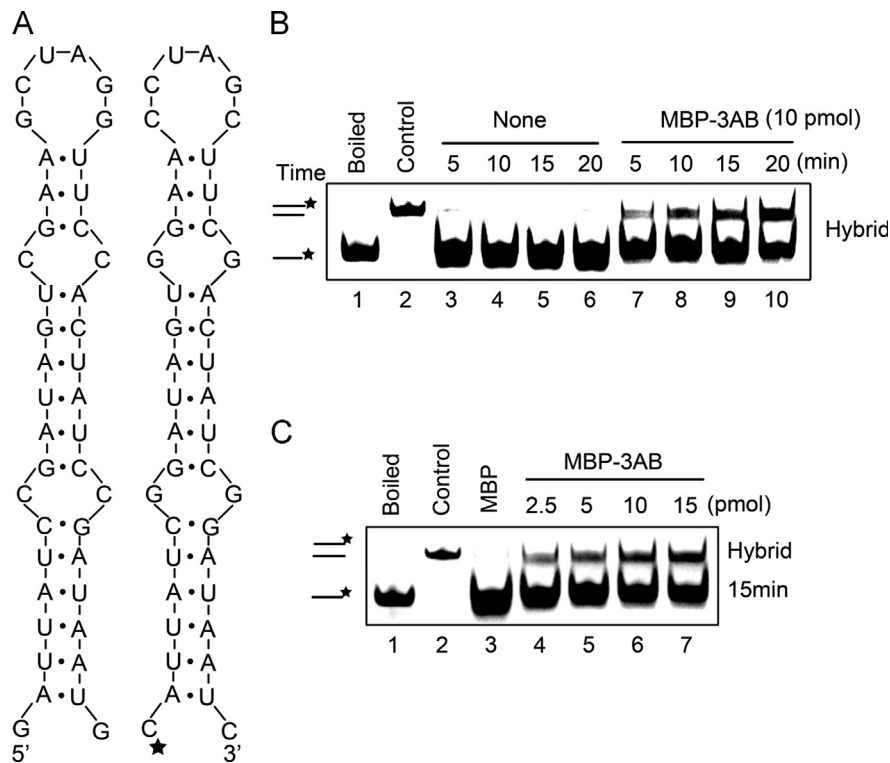 A
U A U A
C G C G
G G C C
A • U A • U
A • U A • U
G • C G • C
C C G G
U • A U • A
G • C G • C
A • U A • U
U • A U • A
A • U A • U
G • C G • C
C C G G
C • G C • G
U • A U • A
A • U A • U
U • A U • A
U • A U • A
A • U A • U
G G C C
5’ 3’
B
Boiled
Control
None
MBP-3AB (10 pmol)
Time 5 10 15 20 5 10 15 20 (min)
Hybrid
1 2 3 4 5 6 7 8 9 10
C
Boiled
Control
MBP
MBP-3AB
2.5 5 10 15 (pmol)
Hybrid
15min
1 2 3 4 5 6 7